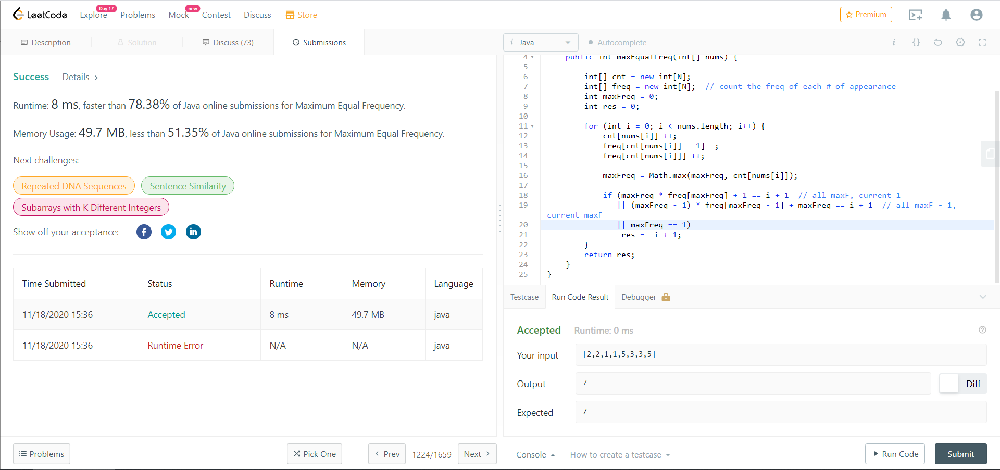 LeetCode Explore Day 17 Problems Mock new Contest Discuss Store Premium
Description Solution Discuss (73) Submissions
Success Details >
Runtime: 8 ms, faster than 78.38% of Java online submissions for Maximum Equal Frequency.
Memory Usage: 49.7 MB, less than 51.35% of Java online submissions for Maximum Equal Frequency.
Next challenges:
Repeated DNA Sequences Sentence Similarity
Subarrays with K Different Integers
Show off your acceptance:
Time Submitted Status Runtime Memory Language
11/18/2020 15:36 Accepted 8 ms 49.7 MB java
11/18/2020 15:36 Runtime Error N/A N/A java
Problems Pick One < Prev 1224/1659 Next >
i Java Autocomplete i {}
4 public int maxEqualFreq(int[] nums) {
5
6 int[] cnt = new int[N];
7 int[] freq = new int[N];  // count the freq of each # of appearance
8 int maxFreq = 0;
9 int res = 0;
10
11 for (int i = 0; i < nums.length; i++) {
12 cnt[nums[i]] ++;
13 freq[cnt[nums[i]] - 1]--;
14 freq[cnt[nums[i]]] ++;
15
16 maxFreq = Math.max(maxFreq, cnt[nums[i]]);
17
18 if (maxFreq * freq[maxFreq] + 1 == i + 1  // all maxF, current 1
19 || (maxFreq - 1) * freq[maxFreq - 1] + maxFreq == i + 1  // all maxF - 1,
current maxF
20 || maxFreq == 1)
21 res =  i + 1;
22 }
23 return res;
24 }
25 }
Testcase Run Code Result Debugger
Accepted Runtime: 0 ms
Your input [2,2,1,1,5,3,3,5]
Output 7 Diff
Expected 7
Console How to create a testcase Run Code Submit